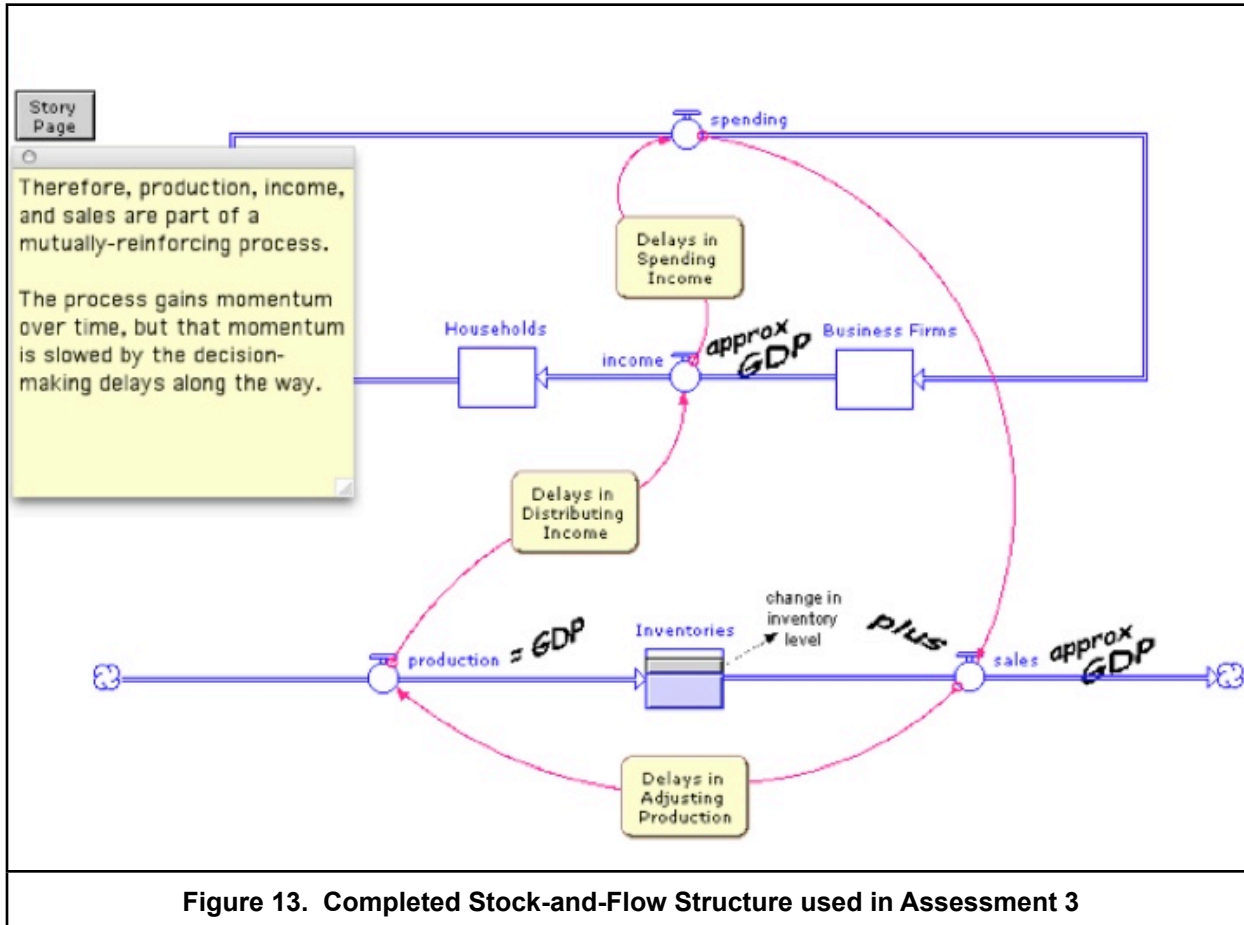 Story
Page
spending
Therefore, production, income,
and sales are part of a
mutually-reinforcing process.
The process gains momentum
over time, but that momentum
is slowed by the decision-
making delays along the way.
Delays in
Spending
Income
Households
income
approx
GDP
Business Firms
Delays in
Distributing
Income
production
= GDP
Inventories
change in
inventory
level
plus
sales
approx
GDP
Delays in
Adjusting
Production
Figure 13. Completed Stock-and-Flow Structure used in Assessment 3